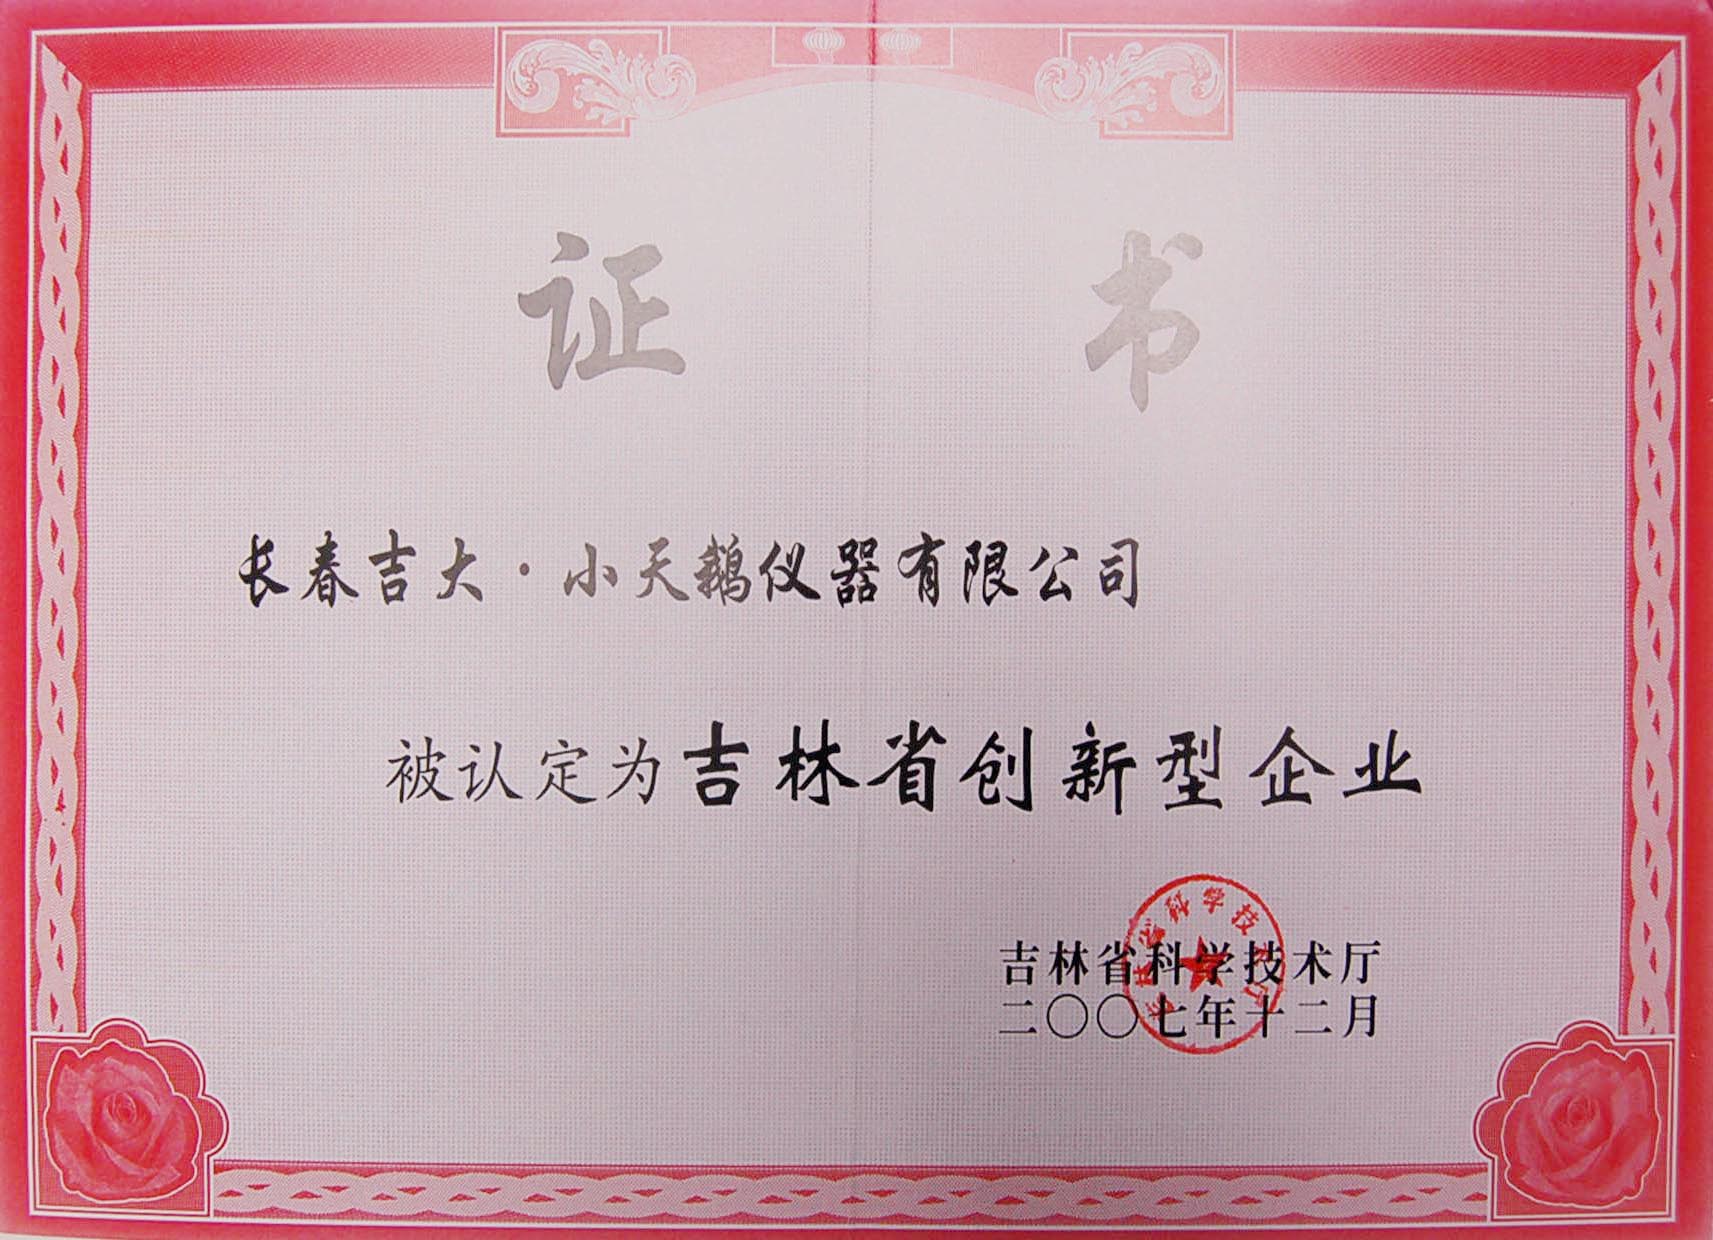 证书
长春吉大·小天鹅仪器有限公司
被认定为吉林省创新型企业
吉林省科学技术厅
二〇〇七年十二月